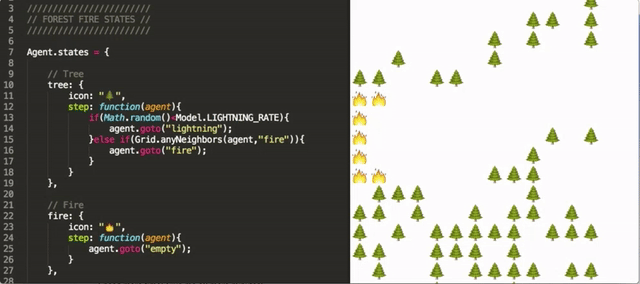 3 ////////////////////////
4 // FOREST FIRE STATES //
5 ////////////////////////
6
7 Agent.states = {
8
9 // Tree
10 tree: {
11 icon: "🌲",
12 step: function(agent){
13 if(Math.random()<Model.LIGHTNING_RATE){
14 agent.goto("lightning");
15 }else if(Grid.anyNeighbors(agent,"fire")){
16 agent.goto("fire");
17 }
18 }
19 },
20
21 // Fire
22 fire: {
23 icon: "🔥",
24 step: function(agent){
25 agent.goto("empty");
26 }
27 },
28